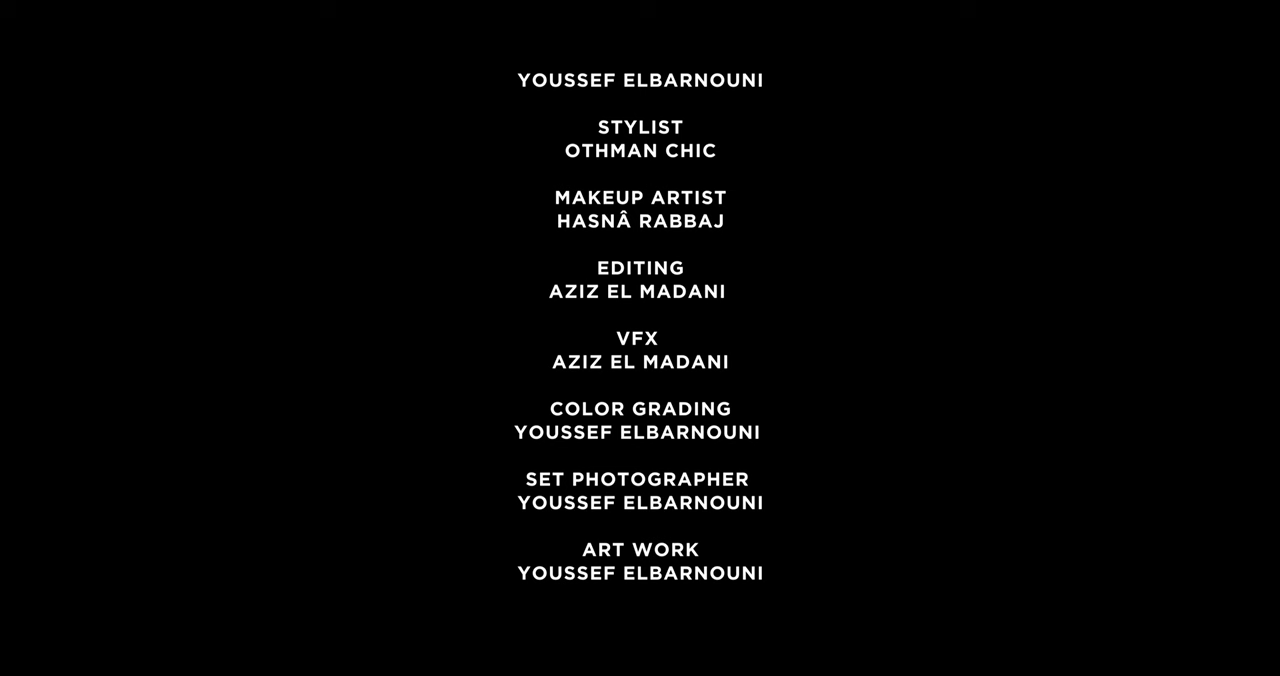 YOUSSEF ELBARNOUNI
STYLIST
OTHMAN CHIC
MAKEUP ARTIST
HASNÂ RABBAJ
EDITING
AZIZ EL MADANI
VFX
AZIZ EL MADANI
COLOR GRADING
YOUSSEF ELBARNOUNI
SET PHOTOGRAPHER
YOUSSEF ELBARNOUNI
ART WORK
YOUSSEF ELBARNOUNI